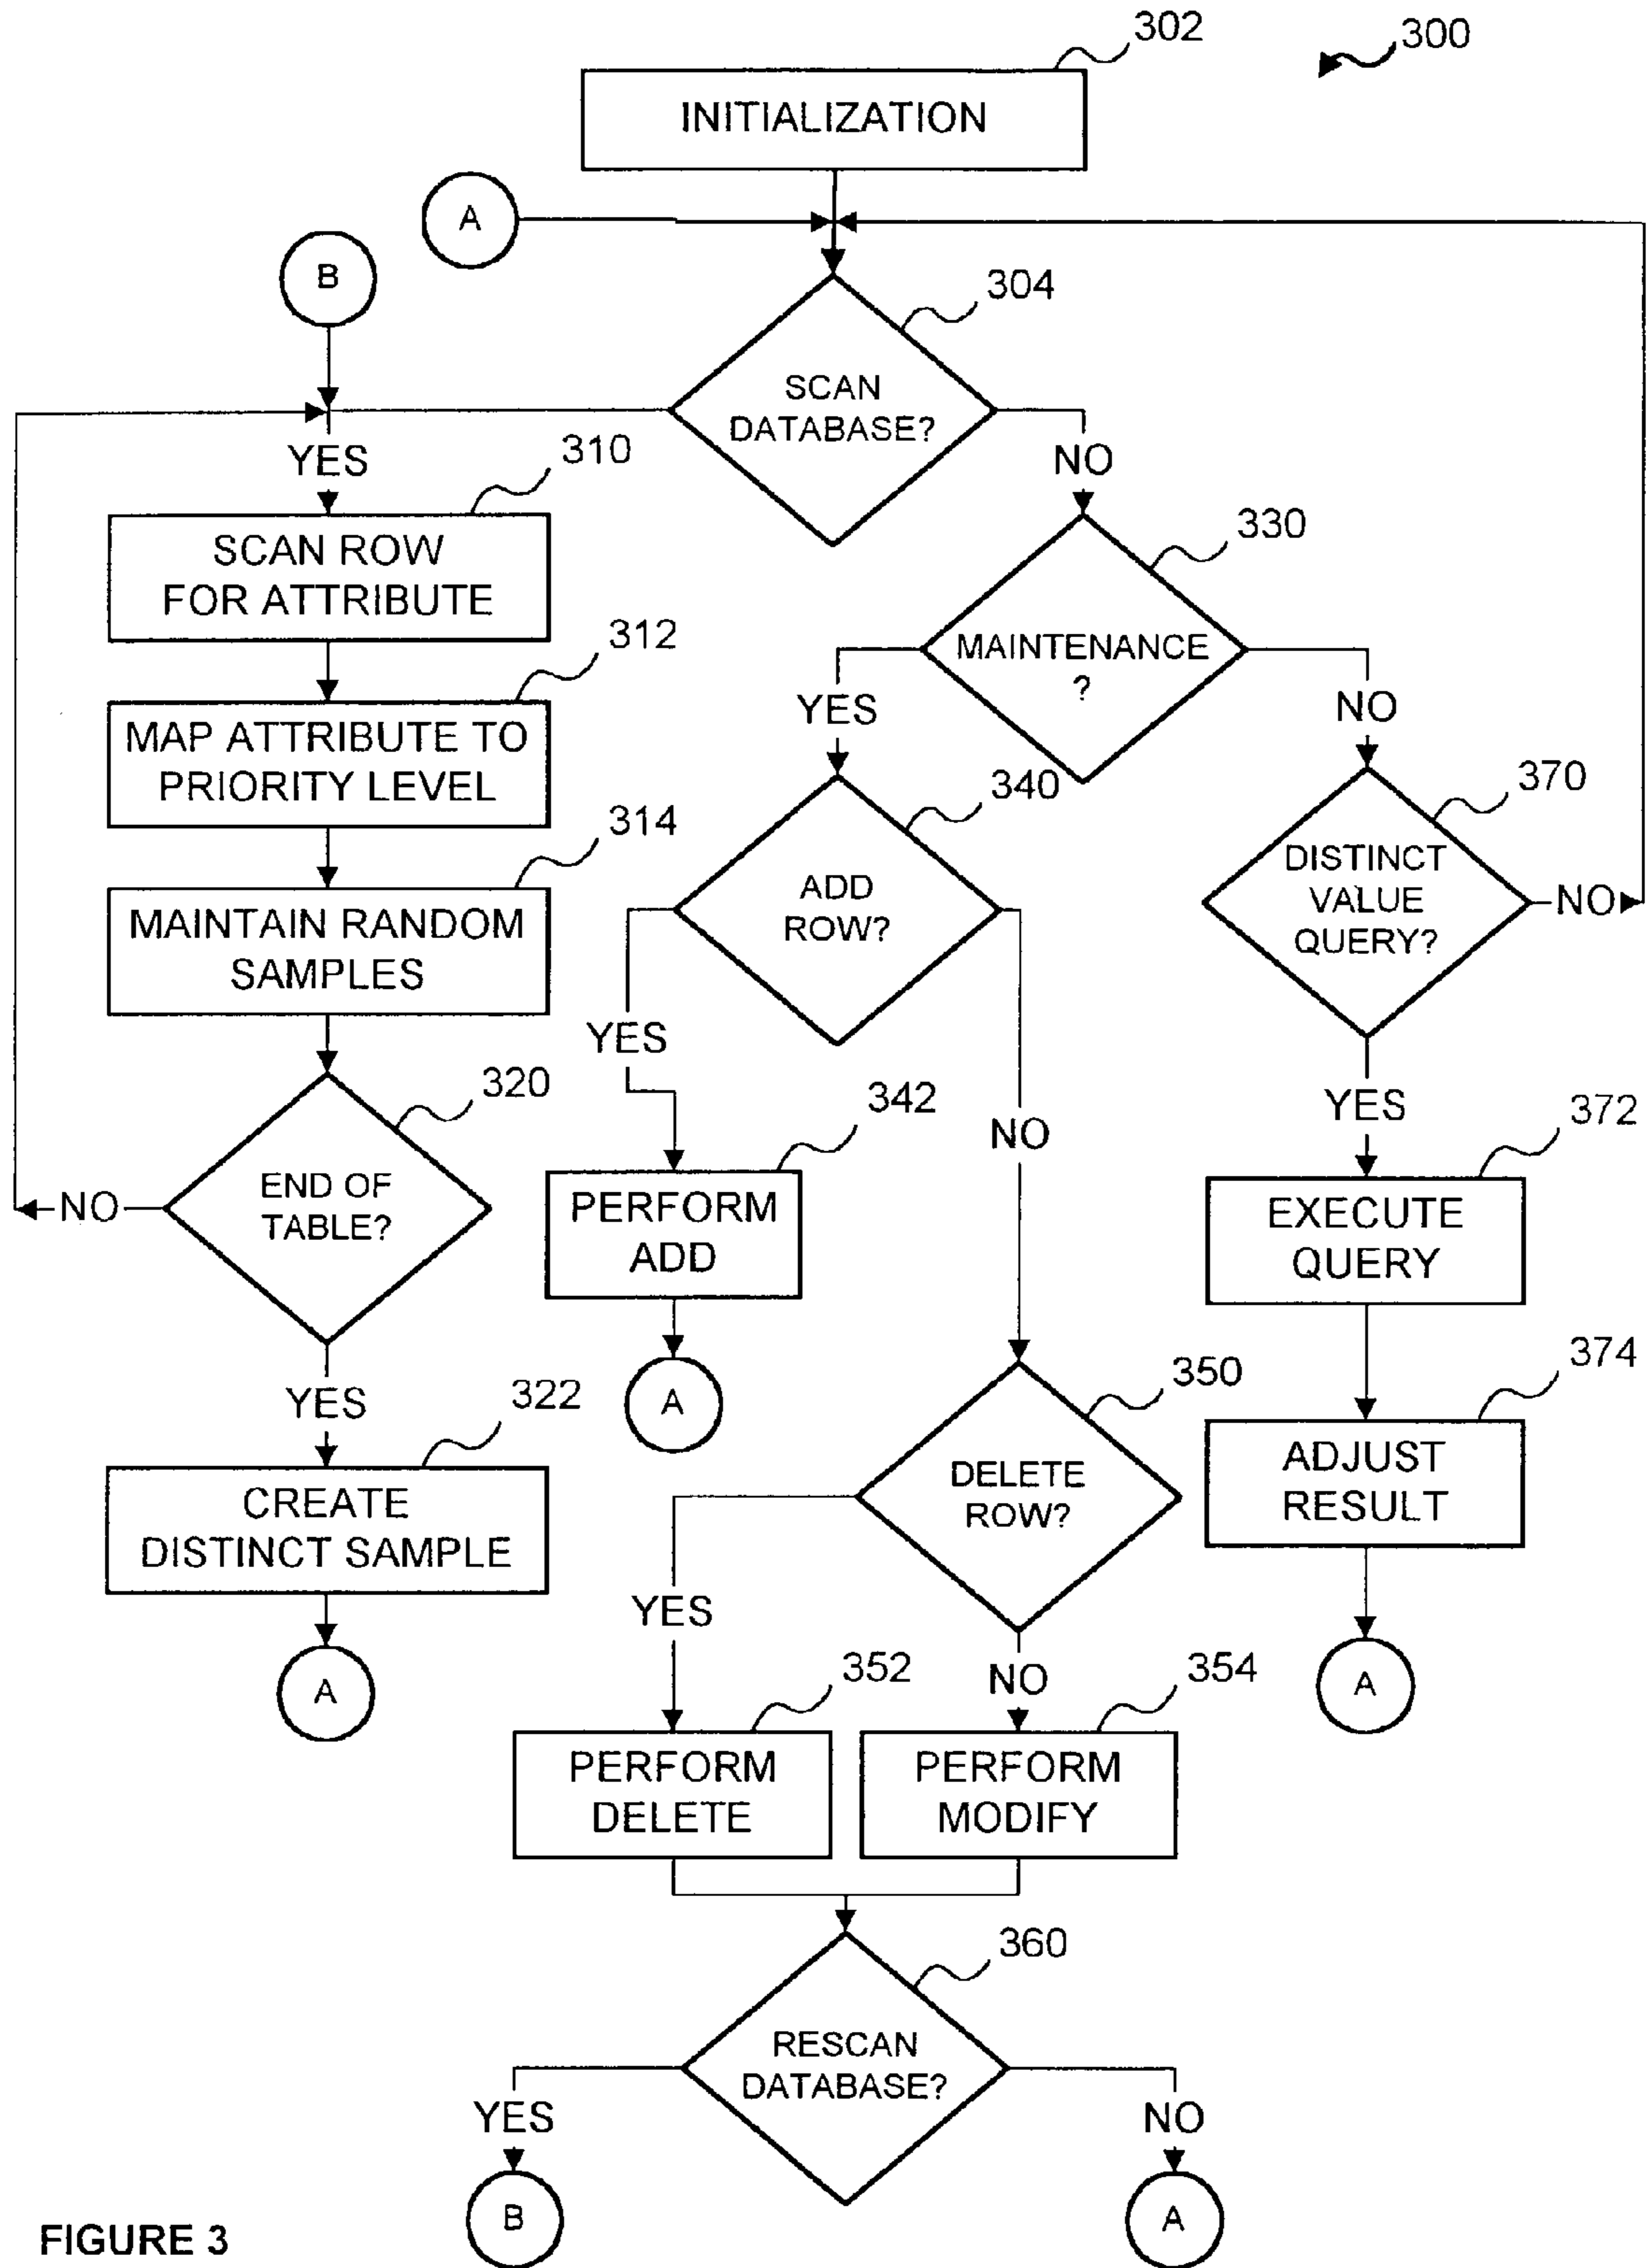 302
300
INITIALIZATION
A
B
304
SCAN
DATABASE?
YES
310
NO
SCAN ROW
FOR ATTRIBUTE
330
312
MAINTENANCE
?
MAP ATTRIBUTE TO
PRIORITY LEVEL
YES
NO
340
370
314
MAINTAIN RANDOM
SAMPLES
ADD
ROW?
DISTINCT
VALUE
QUERY?
NO
YES
320
342
NO
YES
372
END OF
TABLE?
NO
PERFORM
ADD
EXECUTE
QUERY
YES
322
A
350
374
CREATE
DISTINCT SAMPLE
DELETE
ROW?
ADJUST
RESULT
YES
A
352
NO
354
A
PERFORM
DELETE
PERFORM
MODIFY
360
RESCAN
DATABASE?
YES
NO
B
A
FIGURE 3